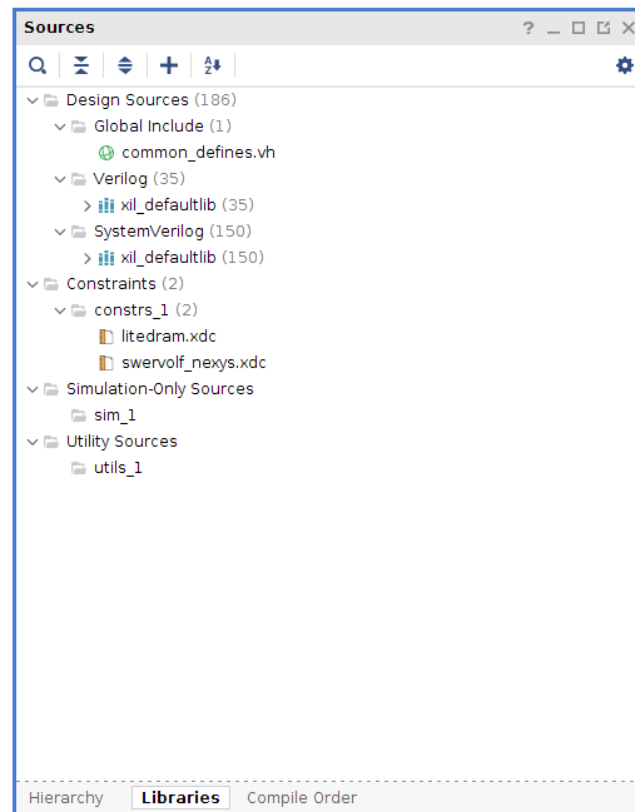 Sources
Design Sources (186)
Global Include (1)
common_defines.vh
Verilog (35)
xil_defaultlib (35)
SystemVerilog (150)
xil_defaultlib (150)
Constraints (2)
constrs_1 (2)
litedram.xdc
swervolf_nexys.xdc
Simulation-Only Sources
sim_1
Utility Sources
utils_1
Hierarchy Libraries Compile Order